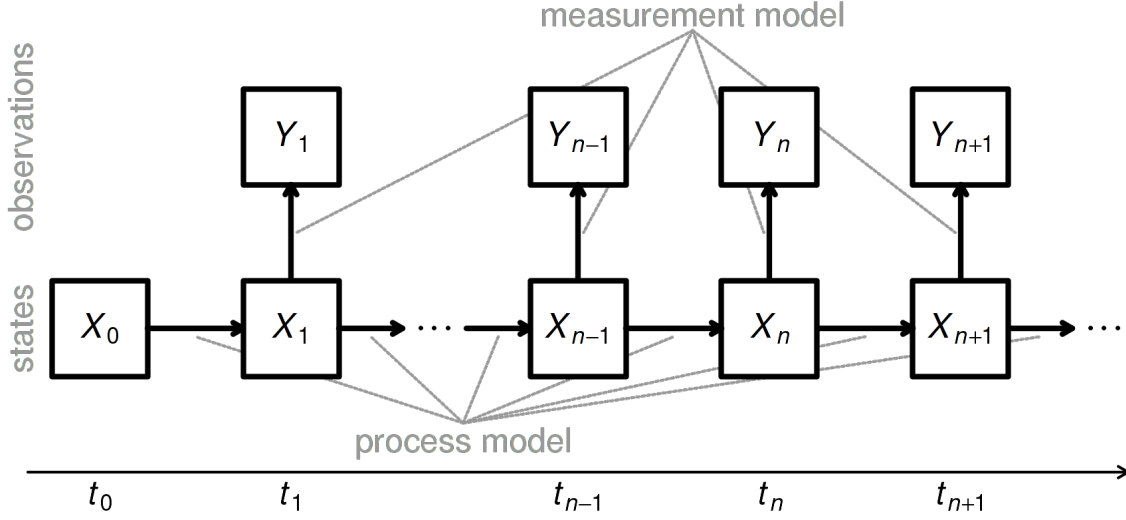 measurement model
observations
Y₁ Yₙ₋₁ Yₙ Yₙ₊₁
states
X₀ X₁ ... Xₙ₋₁ Xₙ Xₙ₊₁ ...
process model
t₀ t₁ tₙ₋₁ tₙ tₙ₊₁